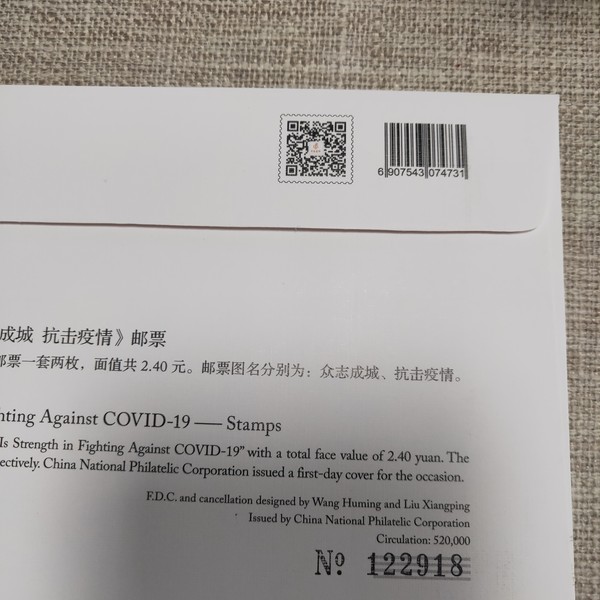 6 907543 074731
成城 抗击疫情》邮票
邮票一套两枚，面值共 2.40 元。邮票图名分别为：众志成城、抗击疫情。
Against COVID-19 — Stamps
Is Strength in Fighting Against COVID-19” with a total face value of 2.40 yuan. The
China National Philatelic Corporation issued a first-day cover for the occasion.
F.D.C. and cancellation designed by Wang Huming and Liu Xiangping
Issued by China National Philatelic Corporation
Circulation: 520,000
Nº 122918